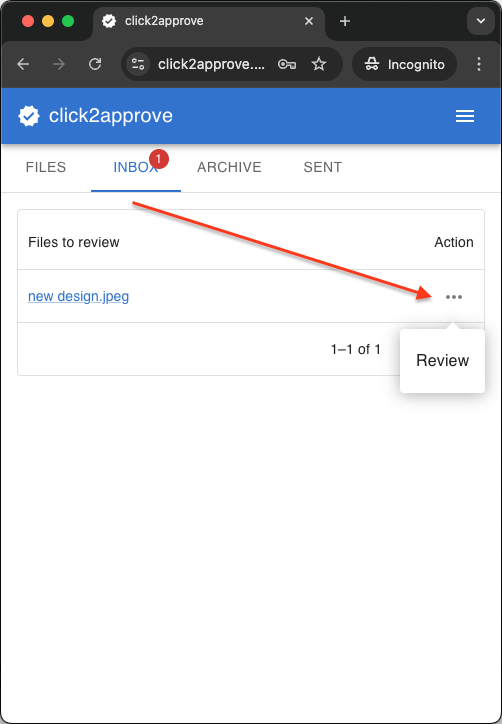 click2approve
click2approve....
Incognito
click2approve
FILES
INBOX
1
ARCHIVE
SENT
Files to review
Action
new design.jpeg
1–1 of 1
Review